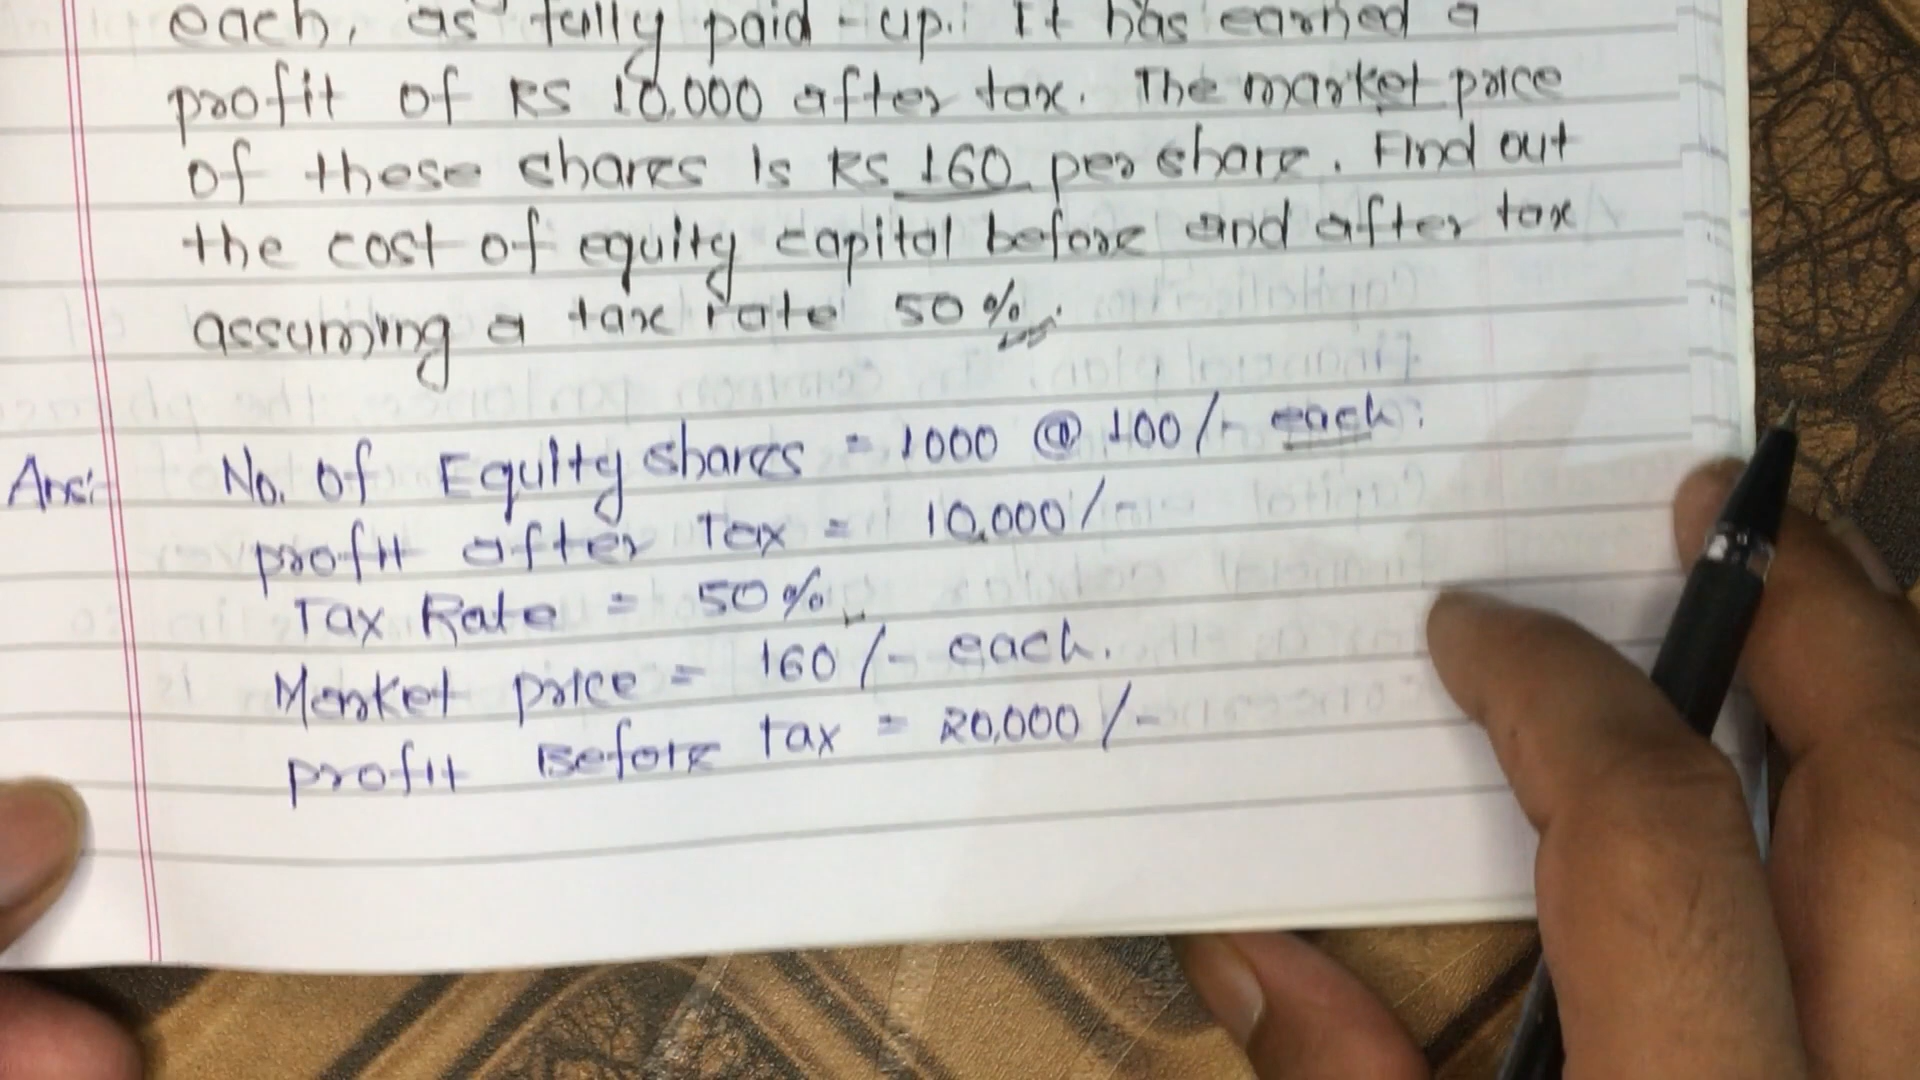 each, as fully paid-up. It has earned a
profit of RS 10,000 after tax. The market price
of these shares is RS 160 per share. Find out
the cost of equity capital before and after tax
assuming a tax rate 50%.
Ans:- No. of Equity shares = 1000 @ 100/- each.
profit after Tax = 10,000/-
Tax Rate = 50%
Market price = 160/- each.
profit Before tax = 20,000/-